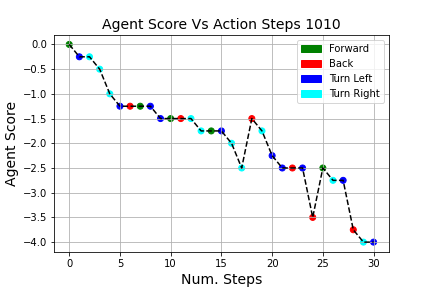 Agent Score Vs Action Steps 1010
Forward
Back
Turn Left
Turn Right
Agent Score
0.0
−0.5
−1.0
−1.5
−2.0
−2.5
−3.0
−3.5
−4.0
0 5 10 15 20 25 30
Num. Steps